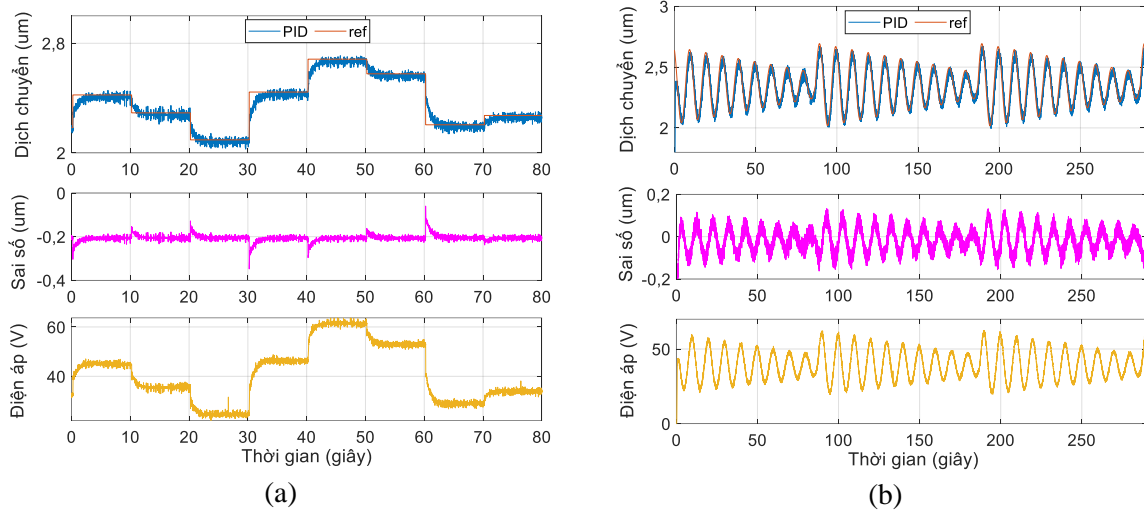 PID ref
2,8
2
Dịch chuyển (um)
0 10 20 30 40 50 60 70 80
0
-0,2
-0,4
Sai số (um)
0 10 20 30 40 50 60 70 80
60
40
Điện áp (V)
0 10 20 30 40 50 60 70 80
Thời gian (giây)
(a)
PID ref
3
2,5
2
Dịch chuyển (um)
0 50 100 150 200 250
0,2
0
-0,2
Sai số (um)
0 50 100 150 200 250
50
0
Điện áp (V)
0 50 100 150 200 250
Thời gian (giây)
(b)